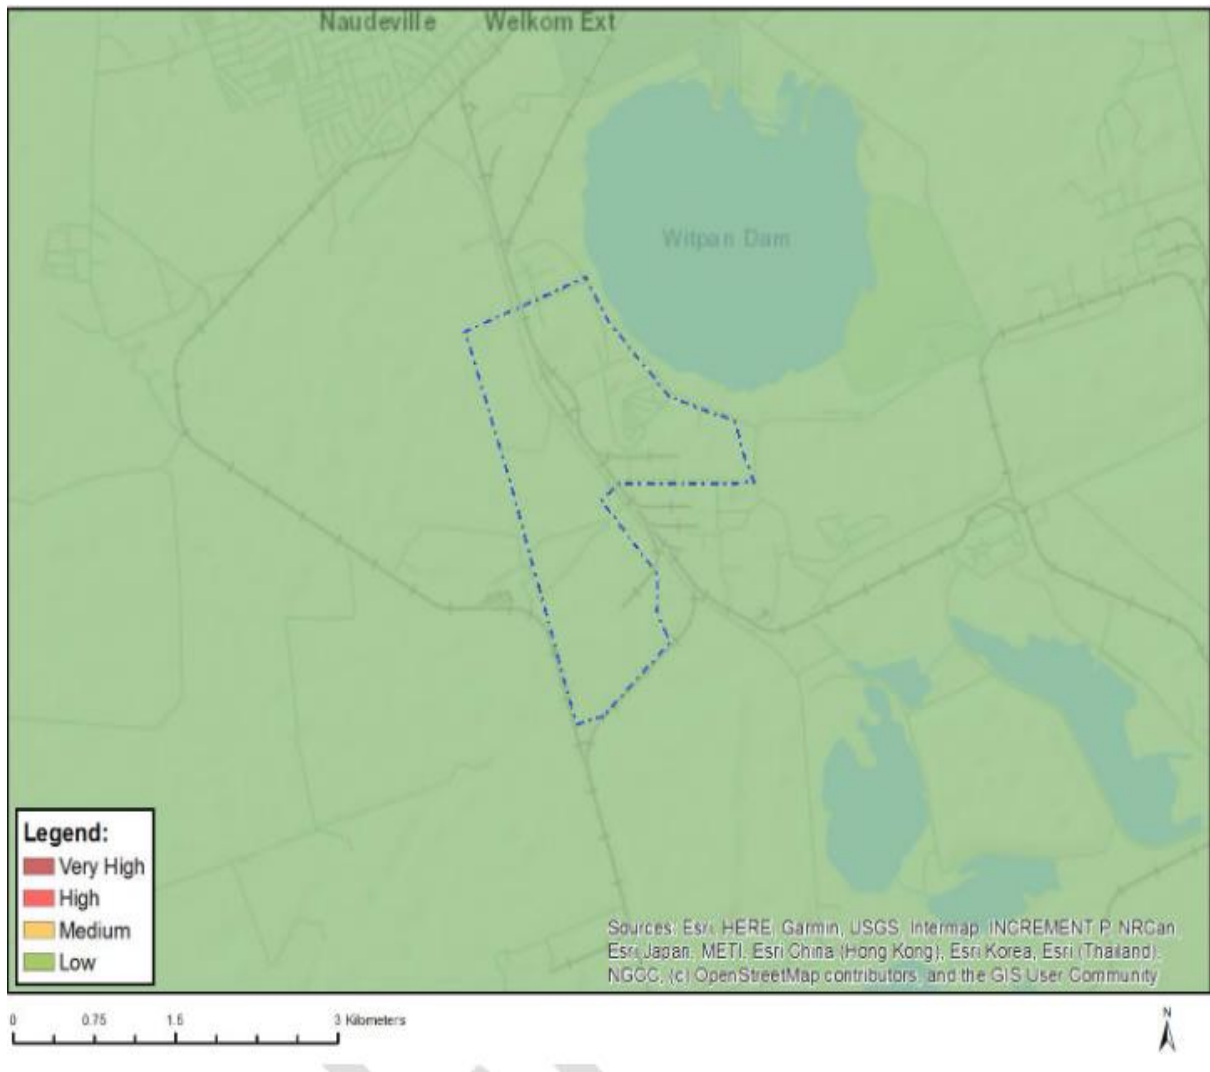 Naudeville Welkom Ext
Witpan Dam
Legend:
Very High
High
Medium
Low
Sources: Esri, HERE, Garmin, USGS, Intermap, INCREMENT P, NRCan,
Esri Japan, METI, Esri China (Hong Kong), Esri Korea, Esri (Thailand),
NGCC, (c) OpenStreetMap contributors, and the GIS User Community
0 0.75 1.5 3 Kilometers
N